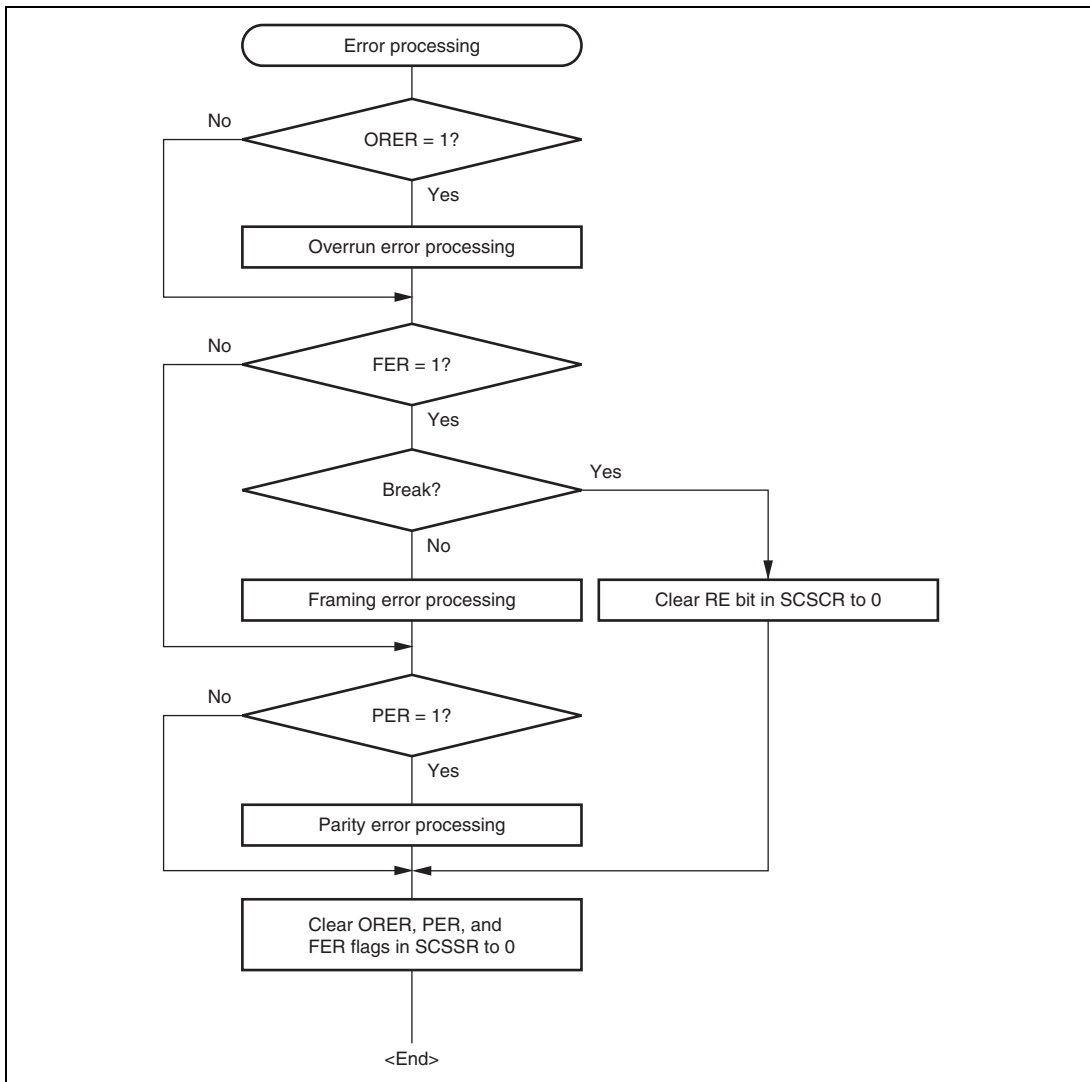 Error processing
No
ORER = 1?
Yes
Overrun error processing
No
FER = 1?
Yes
Yes
Break?
No
Framing error processing
Clear RE bit in SCSCR to 0
No
PER = 1?
Yes
Parity error processing
Clear ORER, PER, and
FER flags in SCSSR to 0
<End>